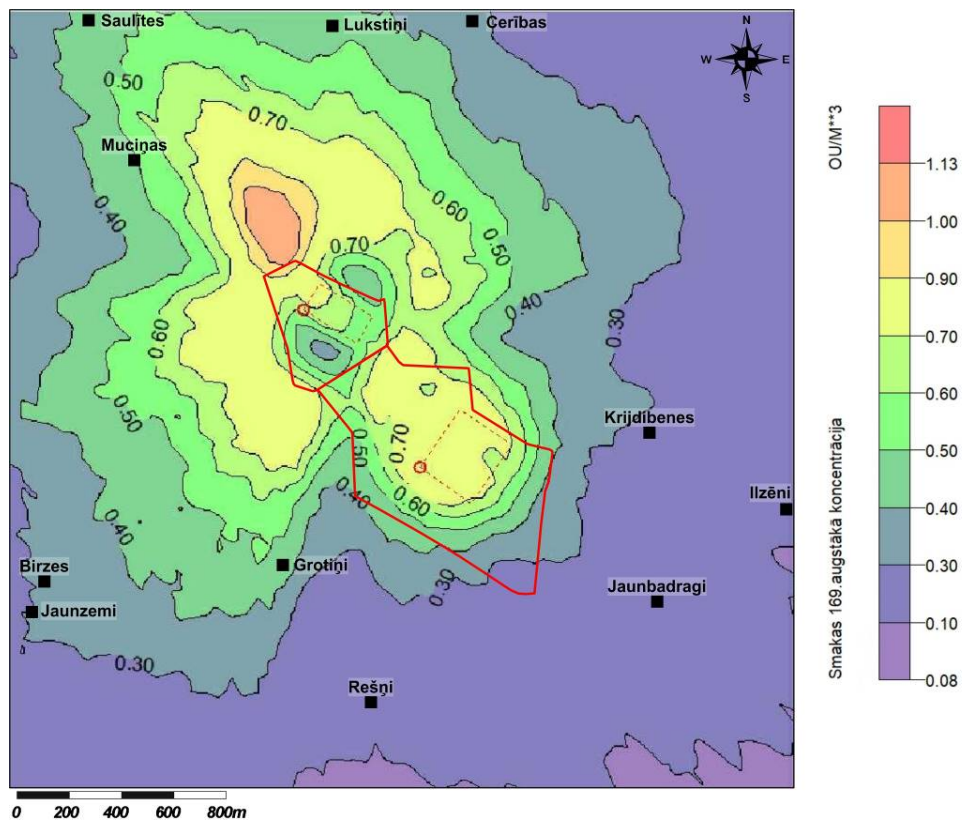 Saulītes
Lukstiņi
Cerības
N
W E
S
0.50
0.70
Muciņas
0.40
0.60
0.50
0.70
0.40
0.30
0.60
0.50
Krijdibenes
0.70
0.50
Ilzēni
0.40
0.60
0.40
Grotiņi
Birzes
0.30
Jaunbadragi
Jaunzemi
0.30
Rešņi
0 200 400 600 800m
OU/M**3
1.13
1.00
0.90
0.70
0.60
0.50
0.40
0.30
0.10
0.08
Smakas 169.augstākā koncentrācija